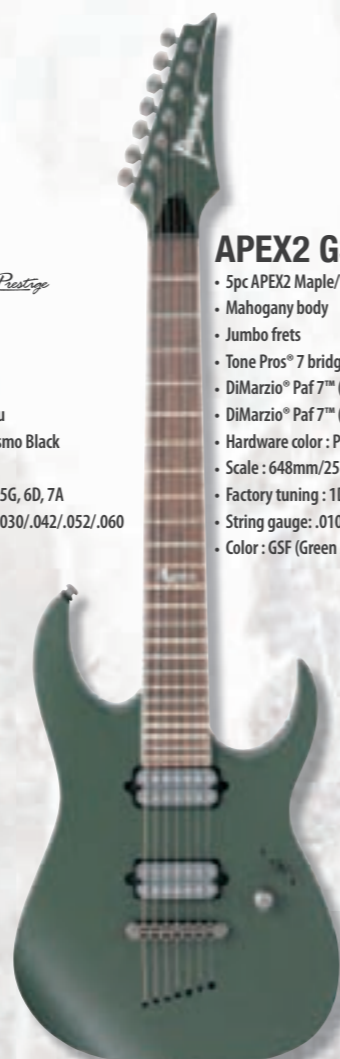 Ibanez
Prestige
u
smo Black
5G, 6D, 7A
030/.042/.052/.060
APEX2 G
• 5pc APEX2 Maple/
• Mahogany body
• Jumbo frets
• Tone Pros® 7 bridg
• DiMarzio® Paf 7™ (
• DiMarzio® Paf 7™ (
• Hardware color : P
• Scale : 648mm/25
• Factory tuning : 1D
• String gauge: .010
• Color : GSF (Green